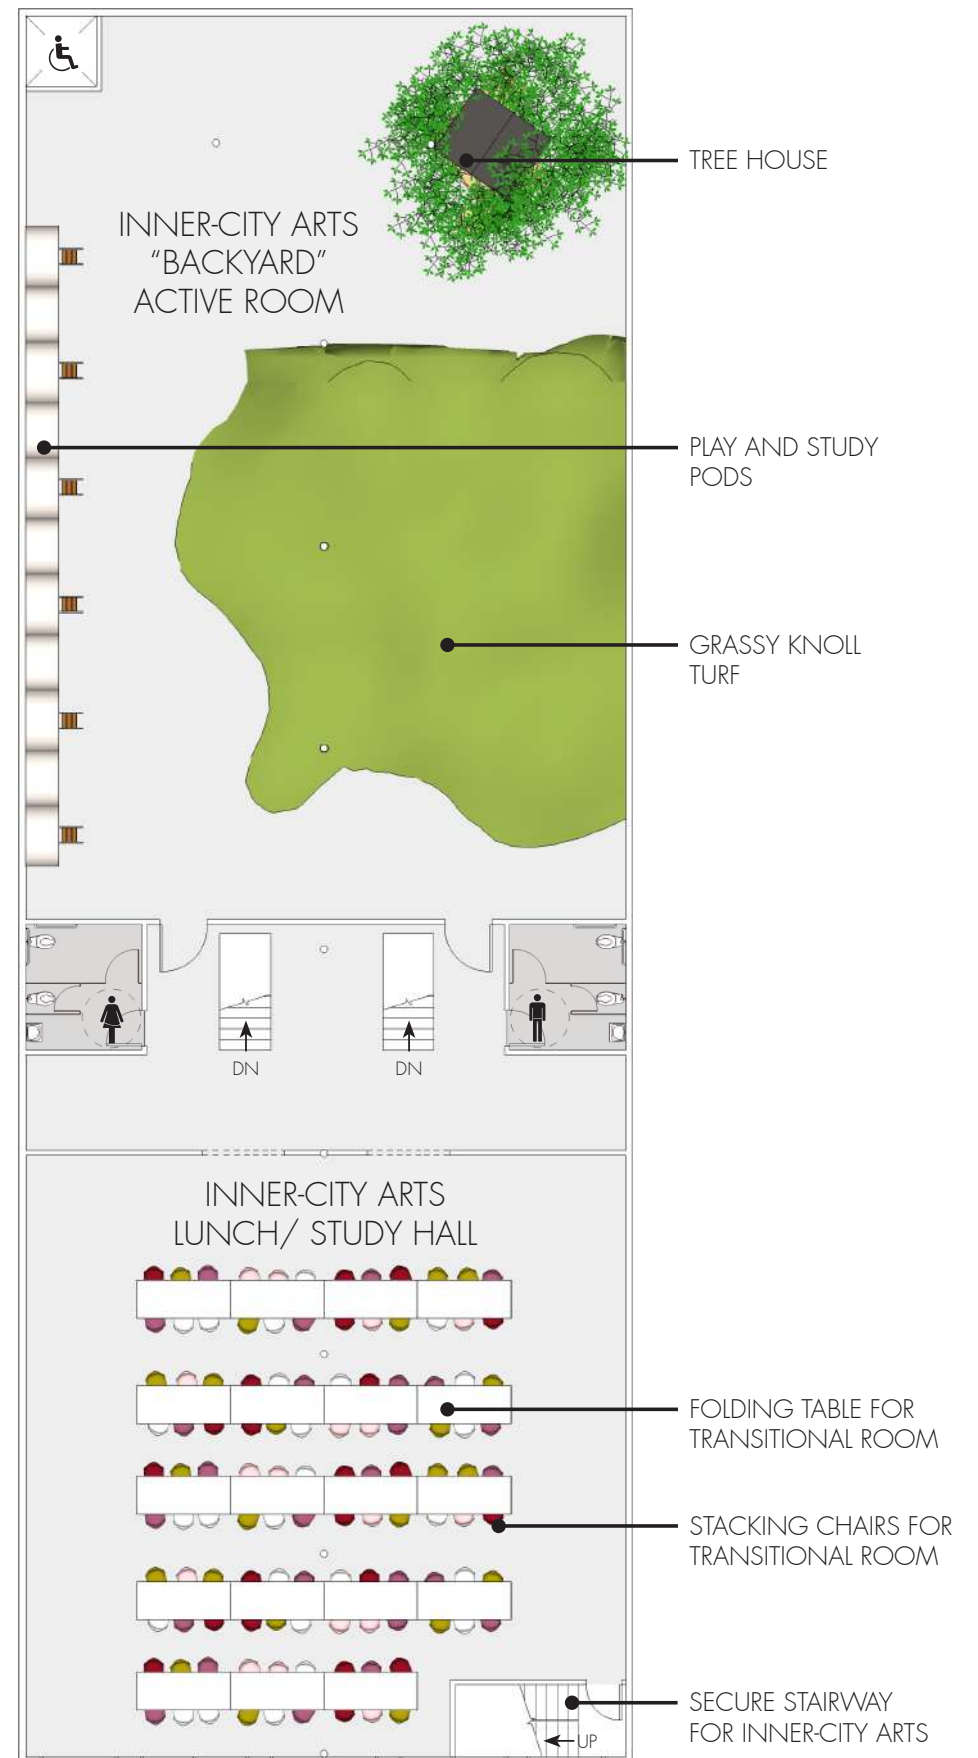 TREE HOUSE
INNER-CITY ARTS
“BACKYARD”
ACTIVE ROOM
PLAY AND STUDY
PODS
GRASSY KNOLL
TURF
DN
DN
INNER-CITY ARTS
LUNCH/ STUDY HALL
FOLDING TABLE FOR
TRANSITIONAL ROOM
STACKING CHAIRS FOR
TRANSITIONAL ROOM
SECURE STAIRWAY
FOR INNER-CITY ARTS
UP